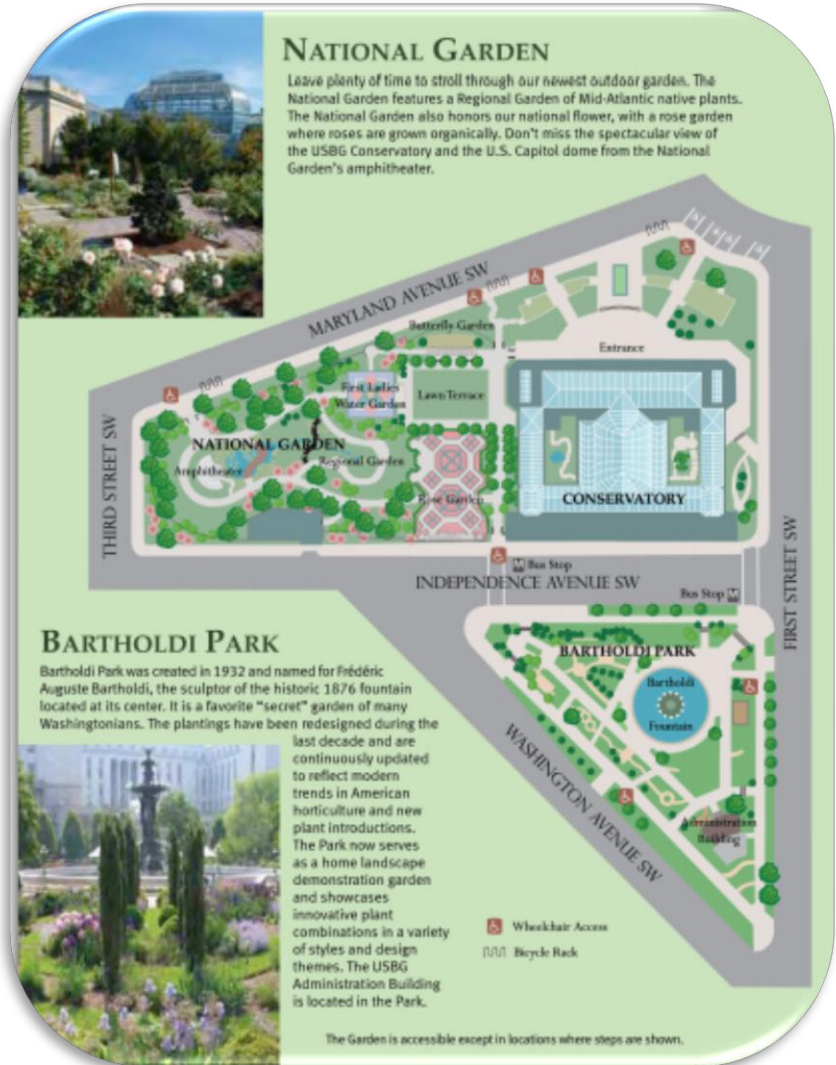 NATIONAL GARDEN
Leave plenty of time to stroll through our newest outdoor garden. The
National Garden features a Regional Garden of Mid-Atlantic native plants.
The National Garden also honors our national flower, with a rose garden
where roses are grown organically. Don't miss the spectacular view of
the USBG Conservatory and the U.S. Capitol dome from the National
Garden's amphitheater.
MARYLAND AVENUE SW
Butterfly Garden
Entrance
First Ladies
Water Garden
Lawn Terrace
THIRD STREET SW
NATIONAL GARDEN
Amphitheater
Regional Garden
Rose Garden
CONSERVATORY
FIRST STREET SW
M Bus Stop
INDEPENDENCE AVENUE SW
Bus Stop M
BARTHOLDI PARK
Bartholdi
Fountain
WASHINGTON AVENUE SW
Administration
Building
BARTHOLDI PARK
Bartholdi Park was created in 1932 and named for Frédéric
Auguste Bartholdi, the sculptor of the historic 1876 fountain
located at its center. It is a favorite “secret” garden of many
Washingtonians. The plantings have been redesigned during the
last decade and are
continuously updated
to reflect modern
trends in American
horticulture and new
plant introductions.
The Park now serves
as a home landscape
demonstration garden
and showcases
innovative plant
combinations in a variety
of styles and design
themes. The USBG
Administration Building
is located in the Park.
Wheelchair Access
Bicycle Rack
The Garden is accessible except in locations where steps are shown.